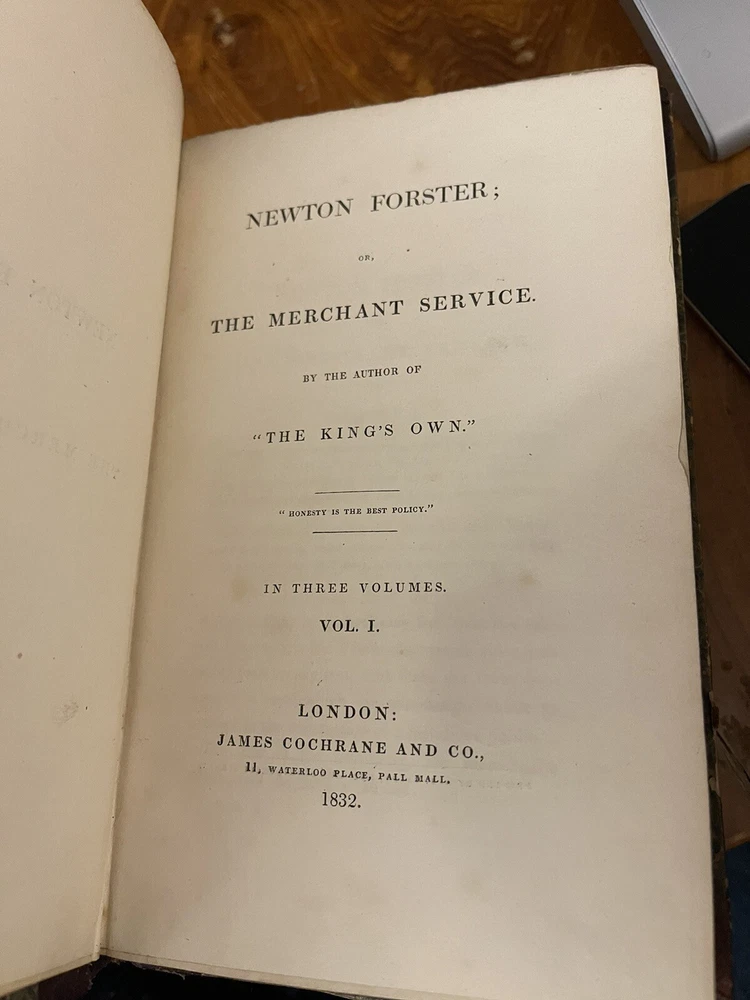 NEWTON FORSTER;
OR,
THE MERCHANT SERVICE.
BY THE AUTHOR OF
"THE KING'S OWN."
"HONESTY IS THE BEST POLICY."
IN THREE VOLUMES.
VOL. I.
LONDON:
JAMES COCHRANE AND CO.,
11, WATERLOO PLACE, PALL MALL.
1832.